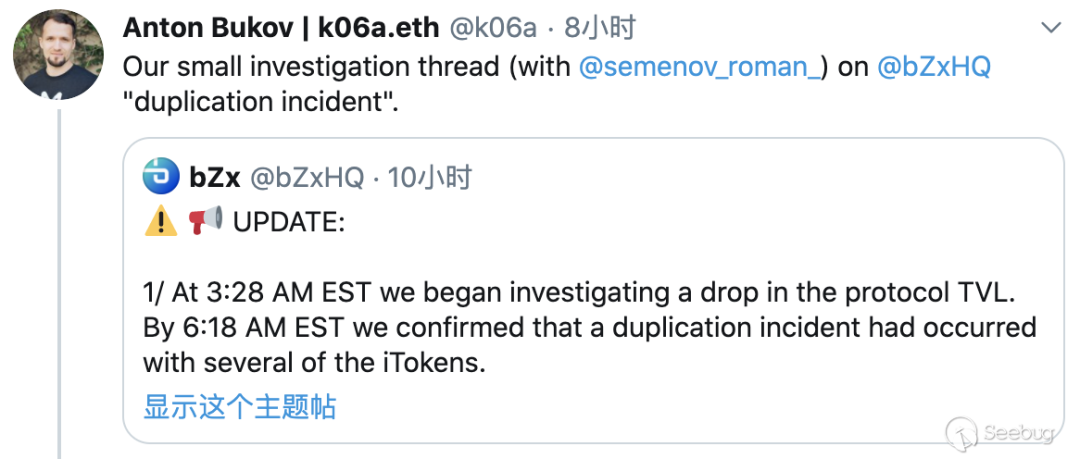 Anton Bukov | k06a.eth @k06a · 8小时
Our small investigation thread (with @semenov_roman_) on @bZxHQ
"duplication incident".
bZx @bZxHQ · 10小时
⚠️ 📢 UPDATE:
1/ At 3:28 AM EST we began investigating a drop in the protocol TVL.
By 6:18 AM EST we confirmed that a duplication incident had occurred
with several of the iTokens.
显示这个主题帖
Seebug